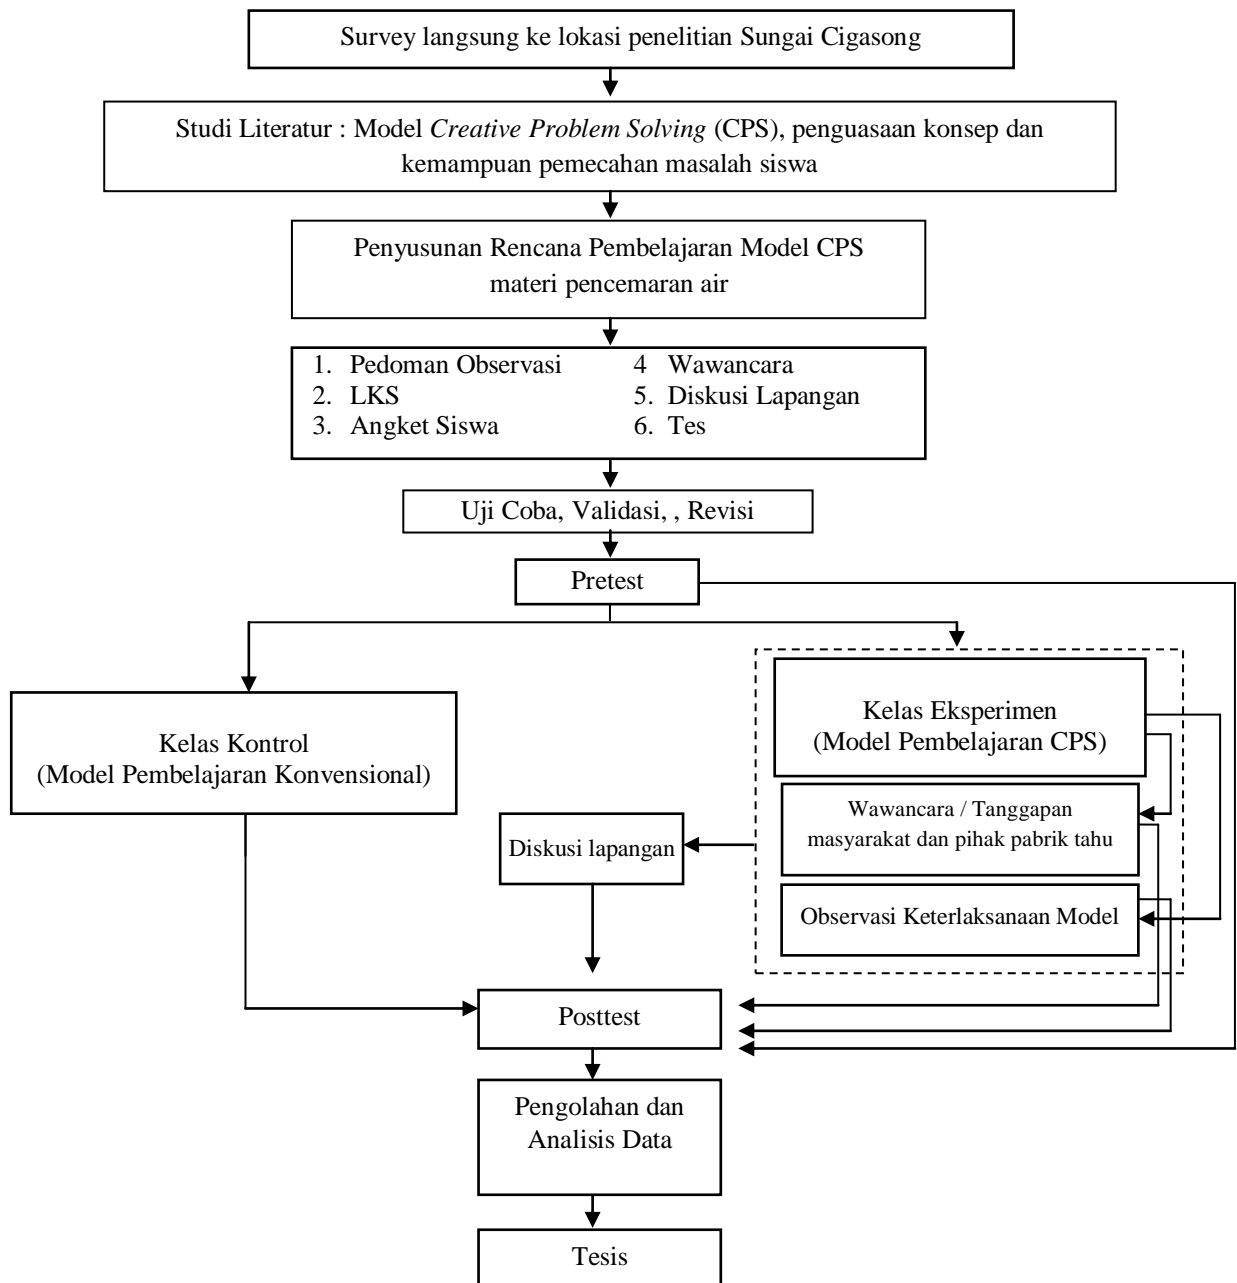 Survey langsung ke lokasi penelitian Sungai Cigasong
Studi Literatur : Model Creative Problem Solving (CPS), penguasaan konsep dan
kemampuan pemecahan masalah siswa
Penyusunan Rencana Pembelajaran Model CPS
materi pencemaran air
1. Pedoman Observasi
2. LKS
3. Angket Siswa
4 Wawancara
5. Diskusi Lapangan
6. Tes
Uji Coba, Validasi, , Revisi
Pretest
Kelas Kontrol
(Model Pembelajaran Konvensional)
Kelas Eksperimen
(Model Pembelajaran CPS)
Wawancara / Tanggapan
masyarakat dan pihak pabrik tahu
Observasi Keterlaksanaan Model
Diskusi lapangan
Posttest
Pengolahan dan
Analisis Data
Tesis